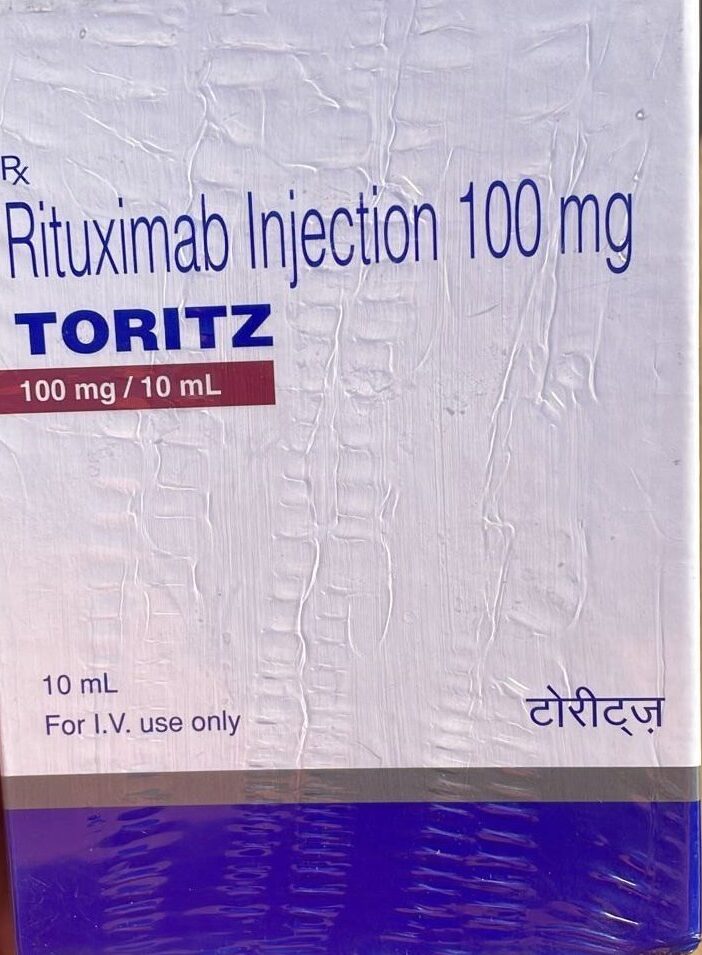 Rx
Rituximab Injection 100 mg
TORITZ
100 mg / 10 mL
10 mL
For I.V. use only
टोरीट्ज़